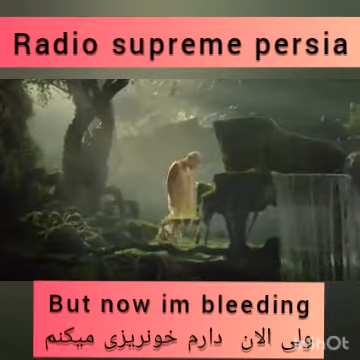 Radio supreme persia
But now im bleeding
ولی الان دارم خونریزی میکنم